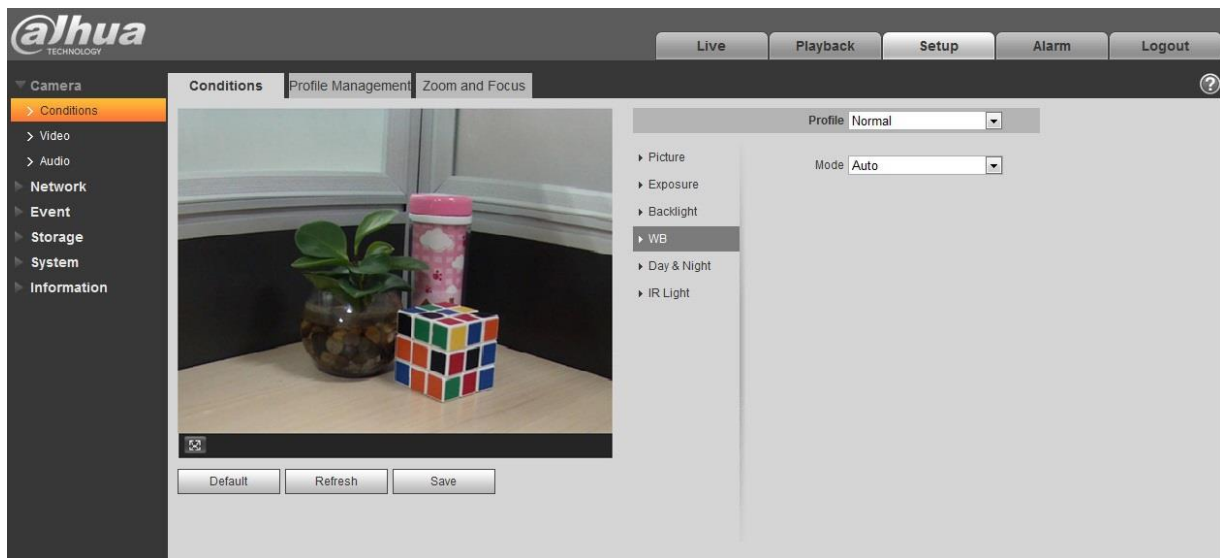 alhua
TECHNOLOGY
Live
Playback
Setup
Alarm
Logout
Camera
Conditions
Video
Audio
Network
Event
Storage
System
Information
Conditions
Profile Management
Zoom and Focus
?
Profile Normal
Picture
Exposure
Backlight
WB
Day & Night
IR Light
Mode Auto
Default
Refresh
Save